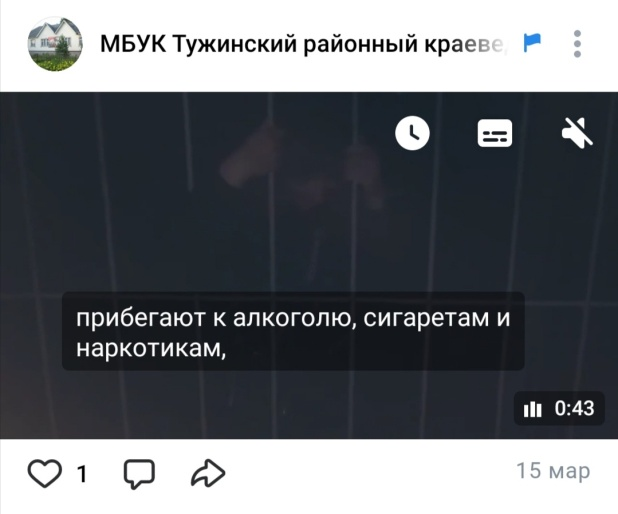 МБУК Тужинский районный краеве
прибегают к алкоголю, сигаретам и
наркотикам,
0:43
1
15 мар